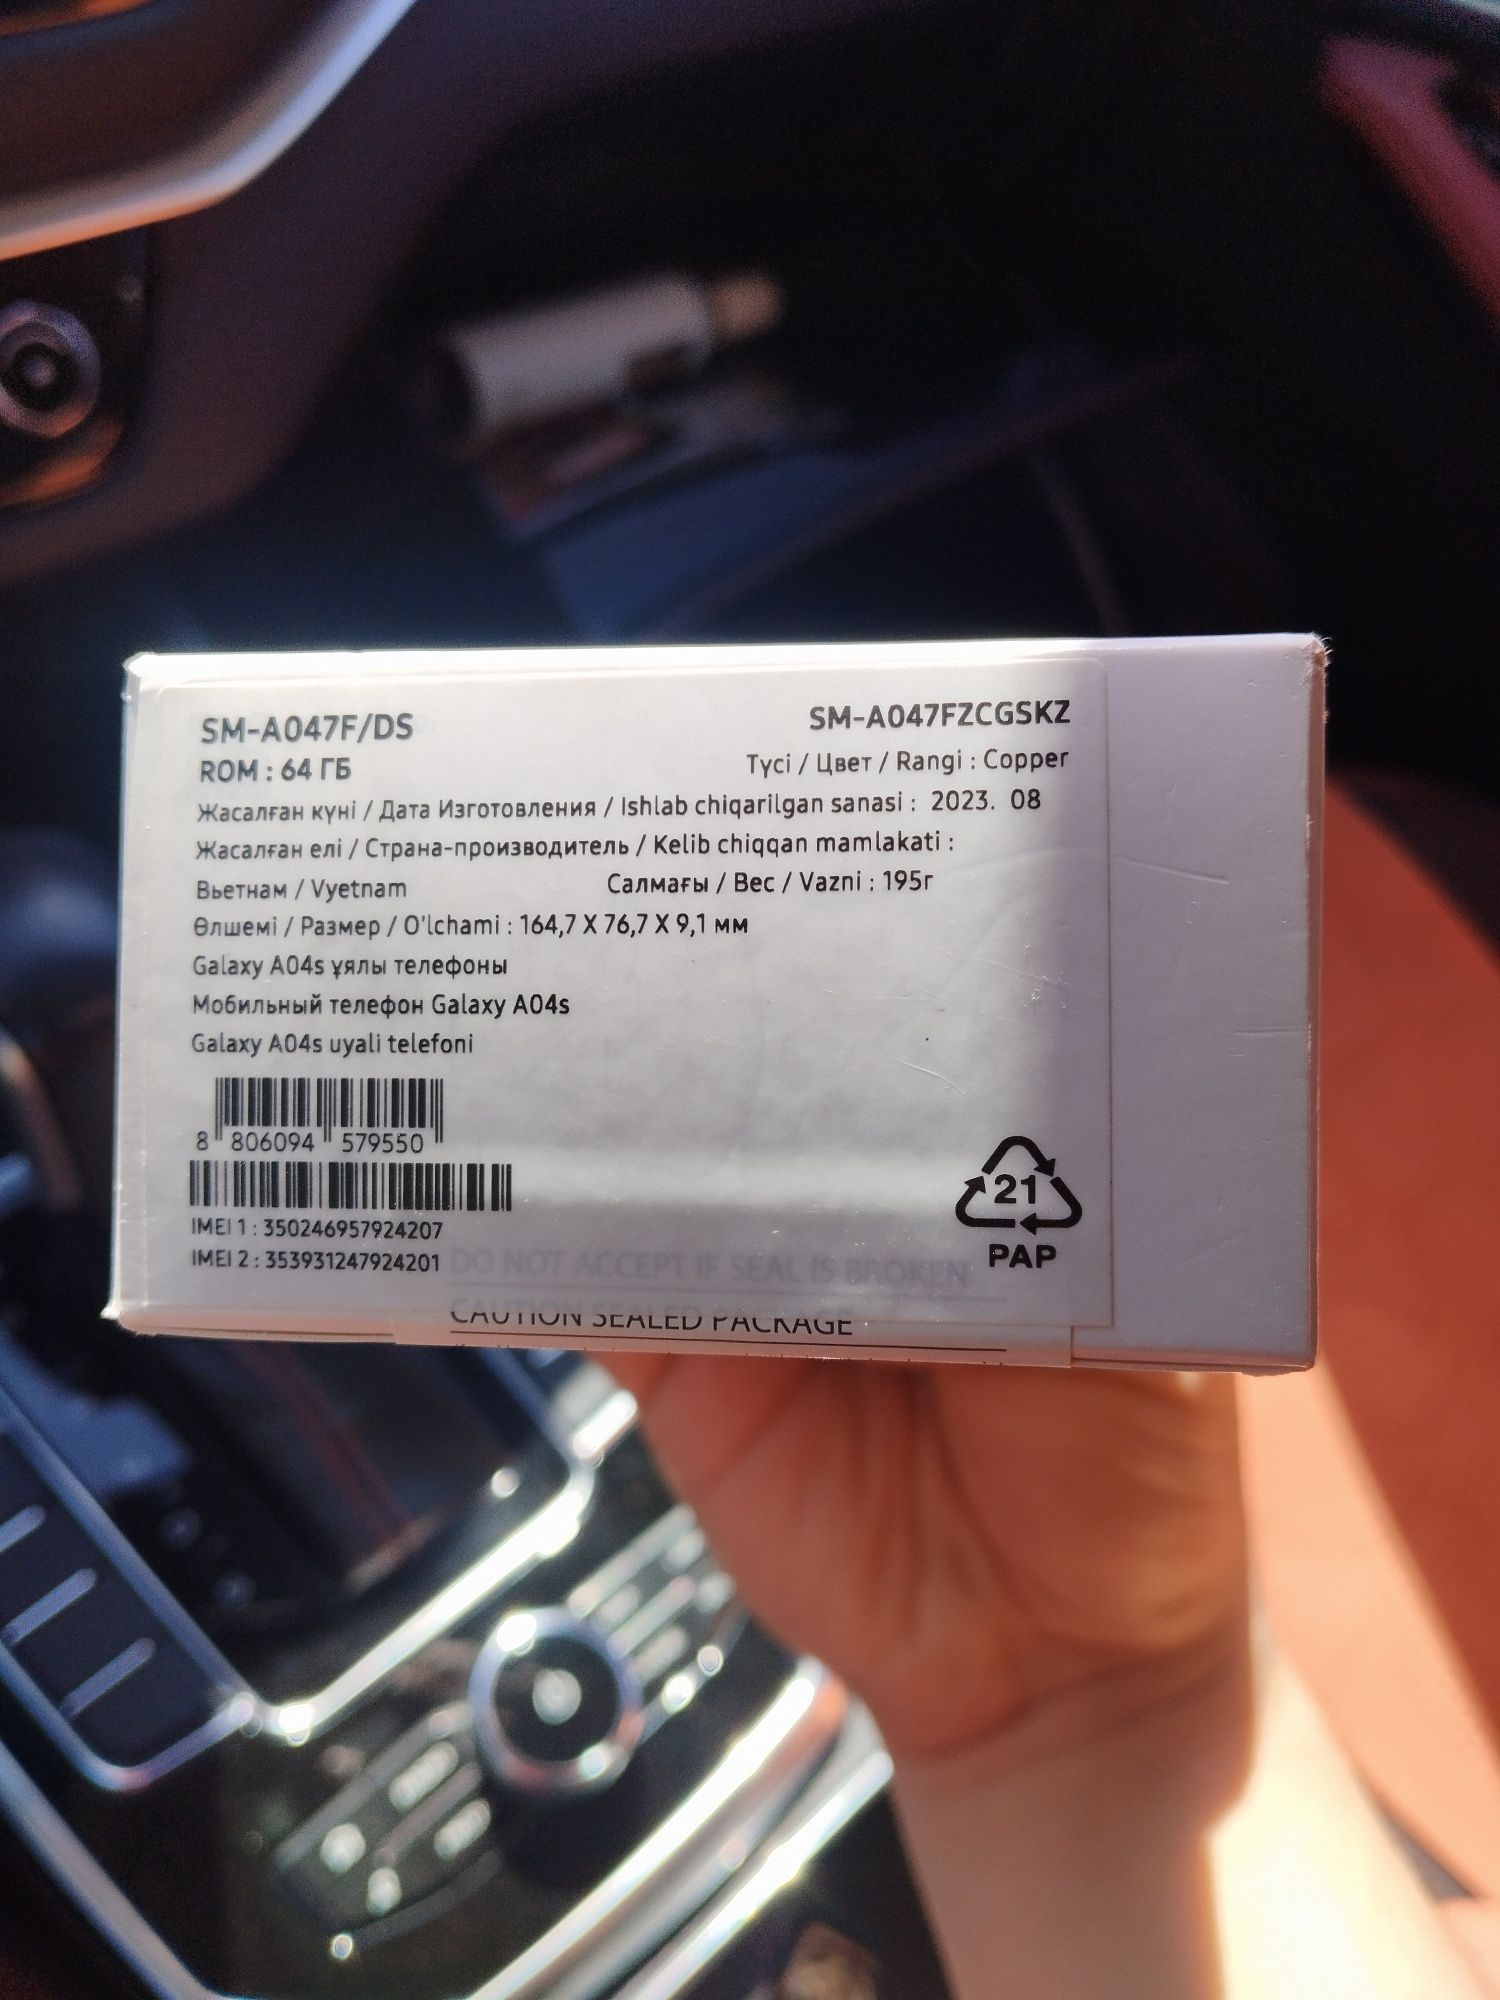 SM-A047F/DS SM-A047FZCGSKZ
ROM : 64 ГБ Түсі / Цвет / Rangi : Copper
Жасалған күні / Дата Изготовления / Ishlab chiqarilgan sanasi : 2023. 08
Жасалған елі / Страна-производитель / Kelib chiqqan mamlakati :
Вьетнам / Vyetnam Салмағы / Вес / Vazni : 195г
Өлшемі / Размер / O'lchami : 164,7 X 76,7 X 9,1 мм
Galaxy A04s ұялы телефоны
Мобильный телефон Galaxy A04s
Galaxy A04s uyali telefoni
8 806094 579550
IMEI 1 : 350246957924207
IMEI 2 : 353931247924201
21
PAP
DO NOT ACCEPT IF SEAL IS BROKEN
CAUTION SEALED PACKAGE